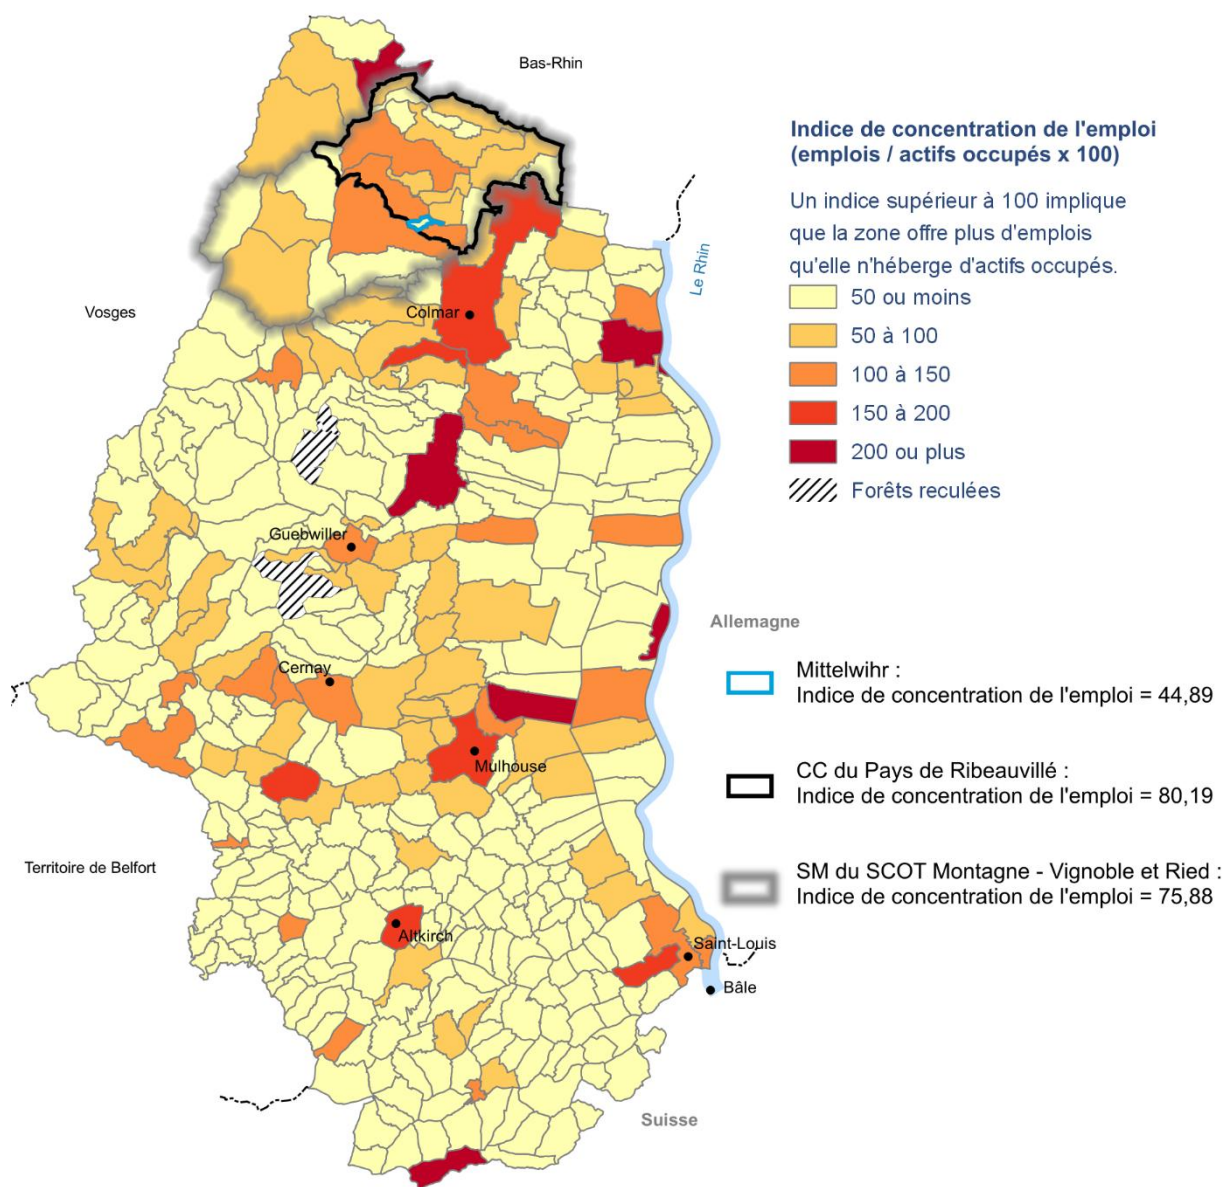 Bas-Rhin
Indice de concentration de l'emploi
(emplois / actifs occupés x 100)
Un indice supérieur à 100 implique
que la zone offre plus d'emplois
qu'elle n'héberge d'actifs occupés.
50 ou moins
50 à 100
100 à 150
150 à 200
200 ou plus
Forêts reculées
Le Rhin
Vosges
Colmar
Guebwiller
Allemagne
Cernay
Mittelwihr :
Indice de concentration de l'emploi = 44,89
Mulhouse
CC du Pays de Ribeauvillé :
Indice de concentration de l'emploi = 80,19
Territoire de Belfort
SM du SCOT Montagne - Vignoble et Ried :
Indice de concentration de l'emploi = 75,88
Altkirch
Saint-Louis
Bâle
Suisse